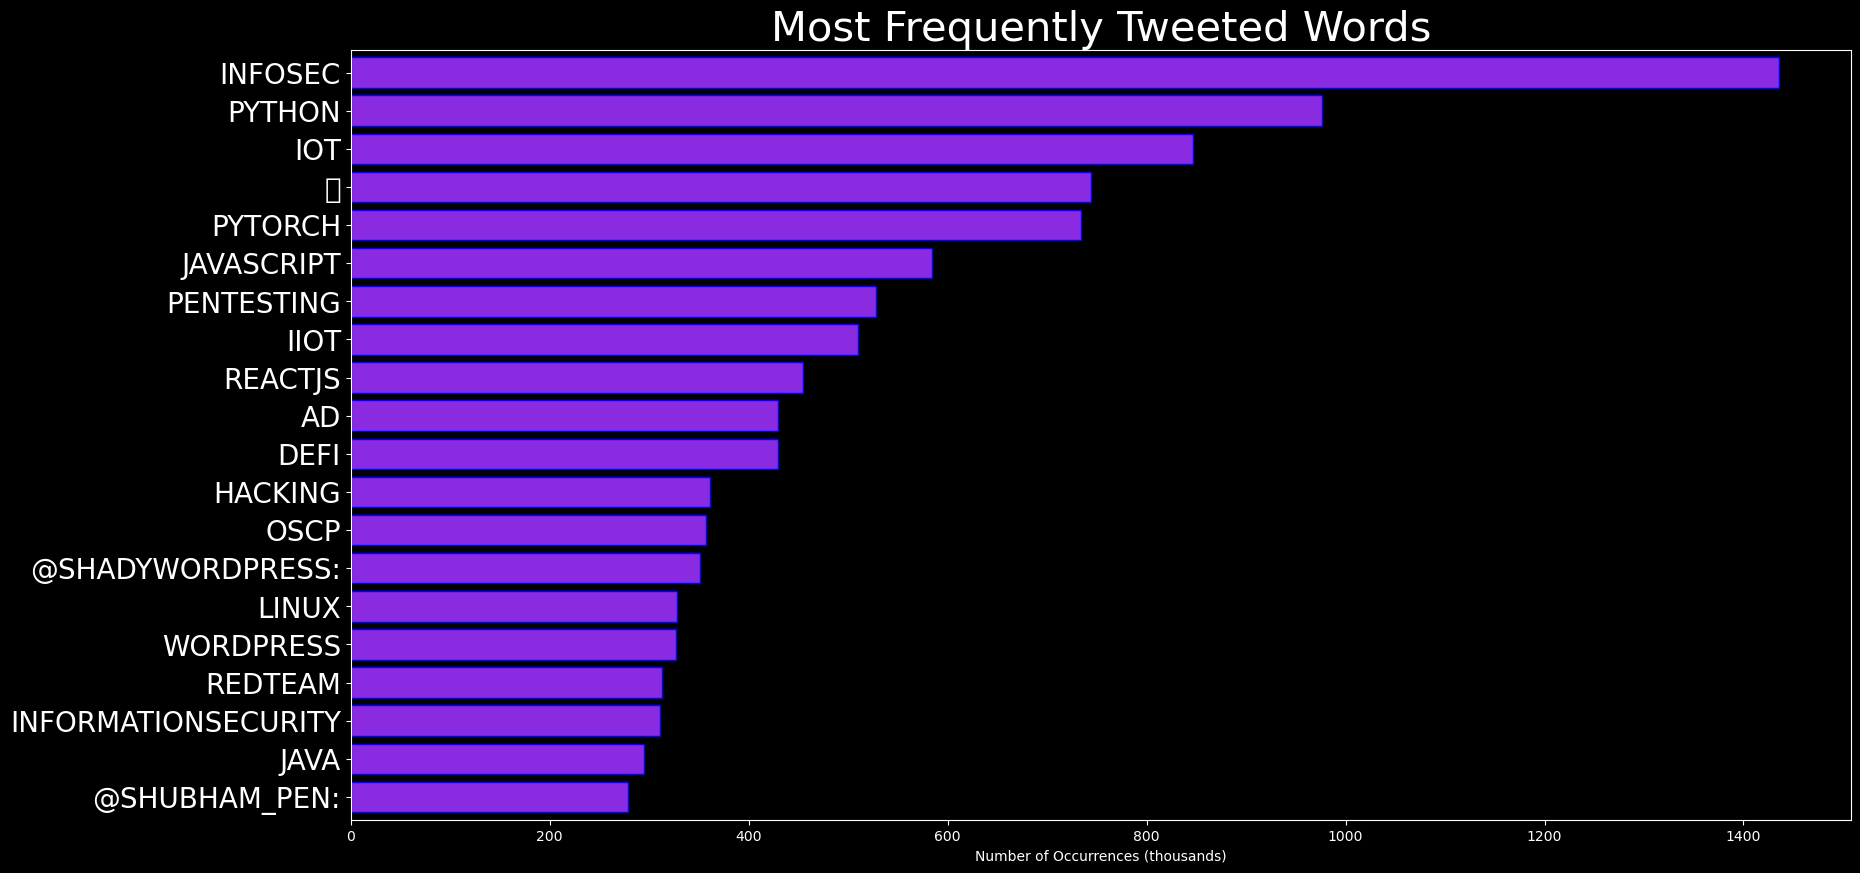 Most Frequently Tweeted Words
INFOSEC
PYTHON
IOT
PYTORCH
JAVASCRIPT
PENTESTING
IIOT
REACTJS
AD
DEFI
HACKING
OSCP
@SHADYWORDPRESS:
LINUX
WORDPRESS
REDTEAM
INFORMATIONSECURITY
JAVA
@SHUBHAM_PEN:
0 200 400 600 800 1000 1200 1400
Number of Occurrences (thousands)